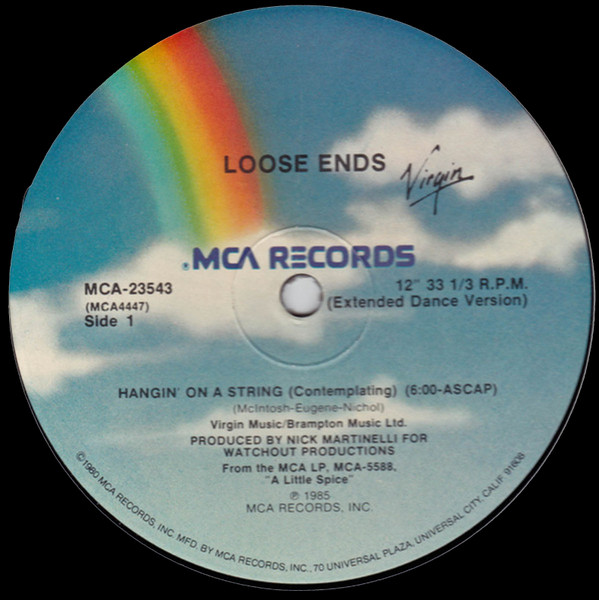 LOOSE ENDS
Virgin
®MCA RECORDS
MCA-23543
(MCA4447)
Side 1
12" 33 1/3 R.P.M.
(Extended Dance Version)
HANGIN' ON A STRING (Contemplating) (6:00-ASCAP)
(McIntosh-Eugene-Nichol)
Virgin Music/Brampton Music Ltd.
PRODUCED BY NICK MARTINELLI FOR
WATCHOUT PRODUCTIONS
From the MCA LP, MCA-5588,
"A Little Spice"
℗ 1985
MCA RECORDS, INC.
©1980 MCA RECORDS, INC. MFD. BY MCA RECORDS, INC., 70 UNIVERSAL PLAZA, UNIVERSAL CITY, CALIF. 91608